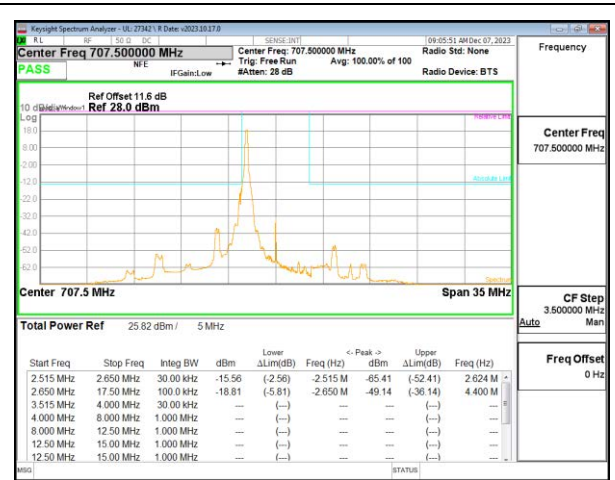 Keysight Spectrum Analyzer - UL: 27342 \ R Date: v2023.10.17.0
RL RF 50 Ω DC SENSE:INT 09:05:51 AM Dec 07, 2023
Center Freq 707.500000 MHz
Center Freq: 707.500000 MHz
Radio Std: None
Frequency
PASS
NFE
Trig: Free Run
Avg: 100.00% of 100
IFGain:Low
#Atten: 28 dB
Radio Device: BTS
Ref Offset 11.6 dB
10 dB/div
Ref 28.0 dBm
Log
Relative Limit
18.0
8.00
-2.00
-12.0
Absolute Limit
-22.0
-32.0
-42.0
-52.0
-62.0
Spectrum
Center Freq
707.500000 MHz
Center 707.5 MHz
Span 35 MHz
CF Step
3.500000 MHz
Auto Man
Total Power Ref 25.82 dBm / 5 MHz
Freq Offset
0 Hz
Lower <- Peak -> Upper
Start Freq Stop Freq Integ BW dBm ΔLim(dB) Freq (Hz) dBm ΔLim(dB) Freq (Hz)
2.515 MHz 2.650 MHz 30.00 kHz -15.56 (-2.56) -2.515 M -65.41 (-52.41) 2.624 M
2.650 MHz 17.50 MHz 100.0 kHz -18.81 (-5.81) -2.650 M -49.14 (-36.14) 4.400 M
3.515 MHz 4.000 MHz 30.00 kHz --- (---) --- --- (---) ---
4.000 MHz 8.000 MHz 1.000 MHz --- (---) --- --- (---) ---
8.000 MHz 12.50 MHz 1.000 MHz --- (---) --- --- (---) ---
12.50 MHz 15.00 MHz 1.000 MHz --- (---) --- --- (---) ---
12.50 MHz 15.00 MHz 1.000 MHz --- (---) --- --- (---) ---
MSG STATUS